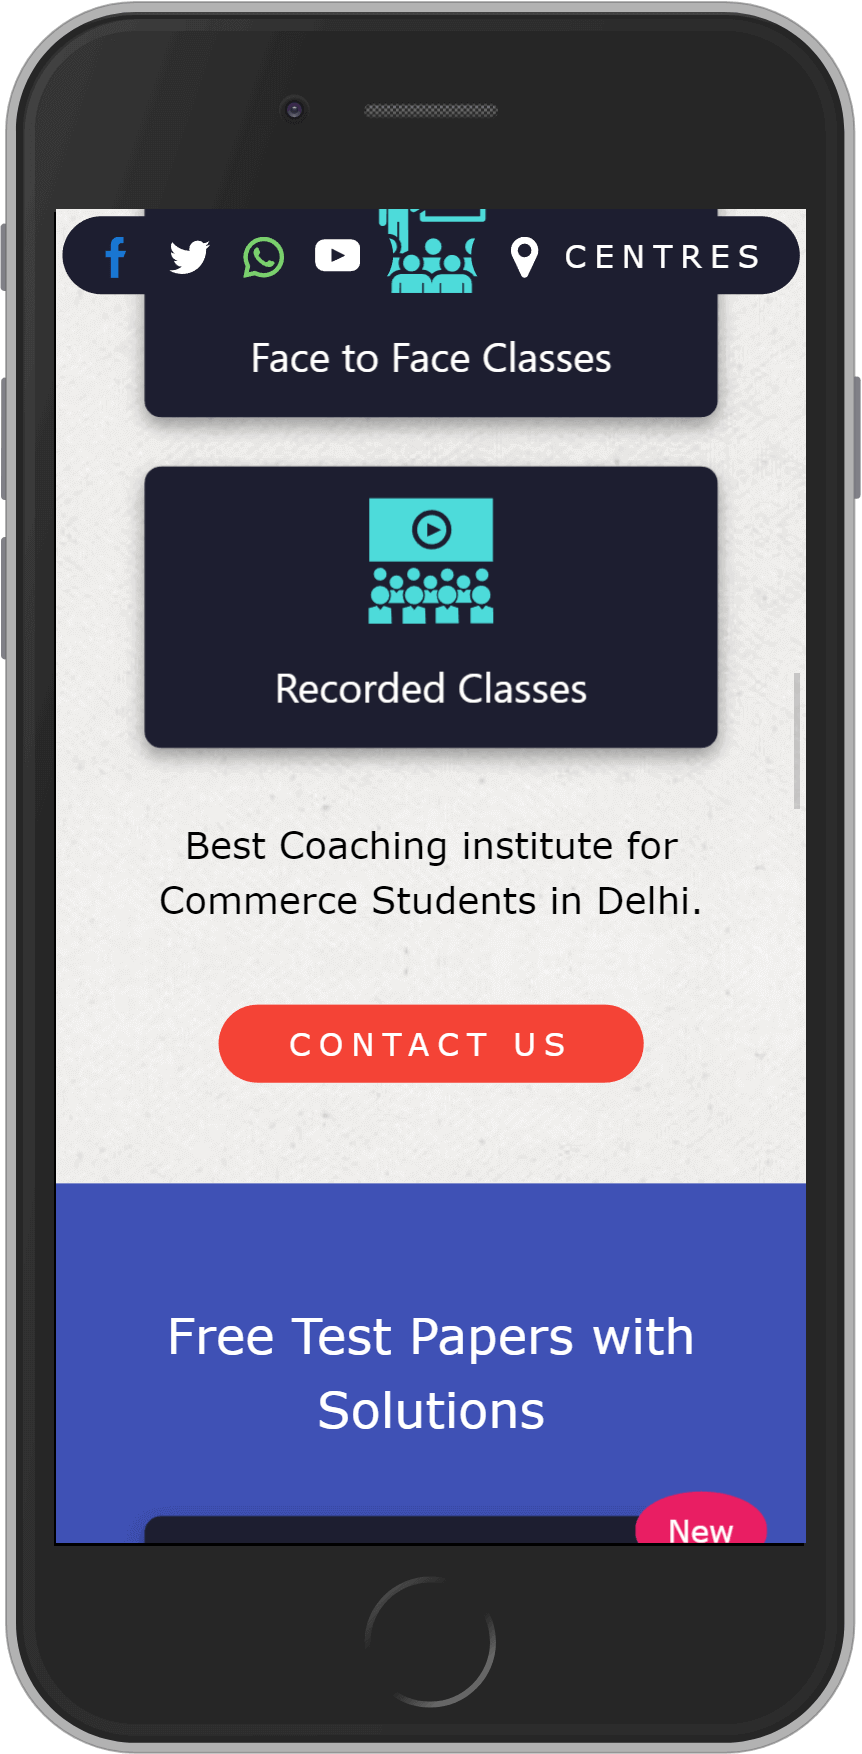 CENTRES
Face to Face Classes
Recorded Classes
Best Coaching institute for
Commerce Students in Delhi.
CONTACT US
Free Test Papers with
Solutions
New